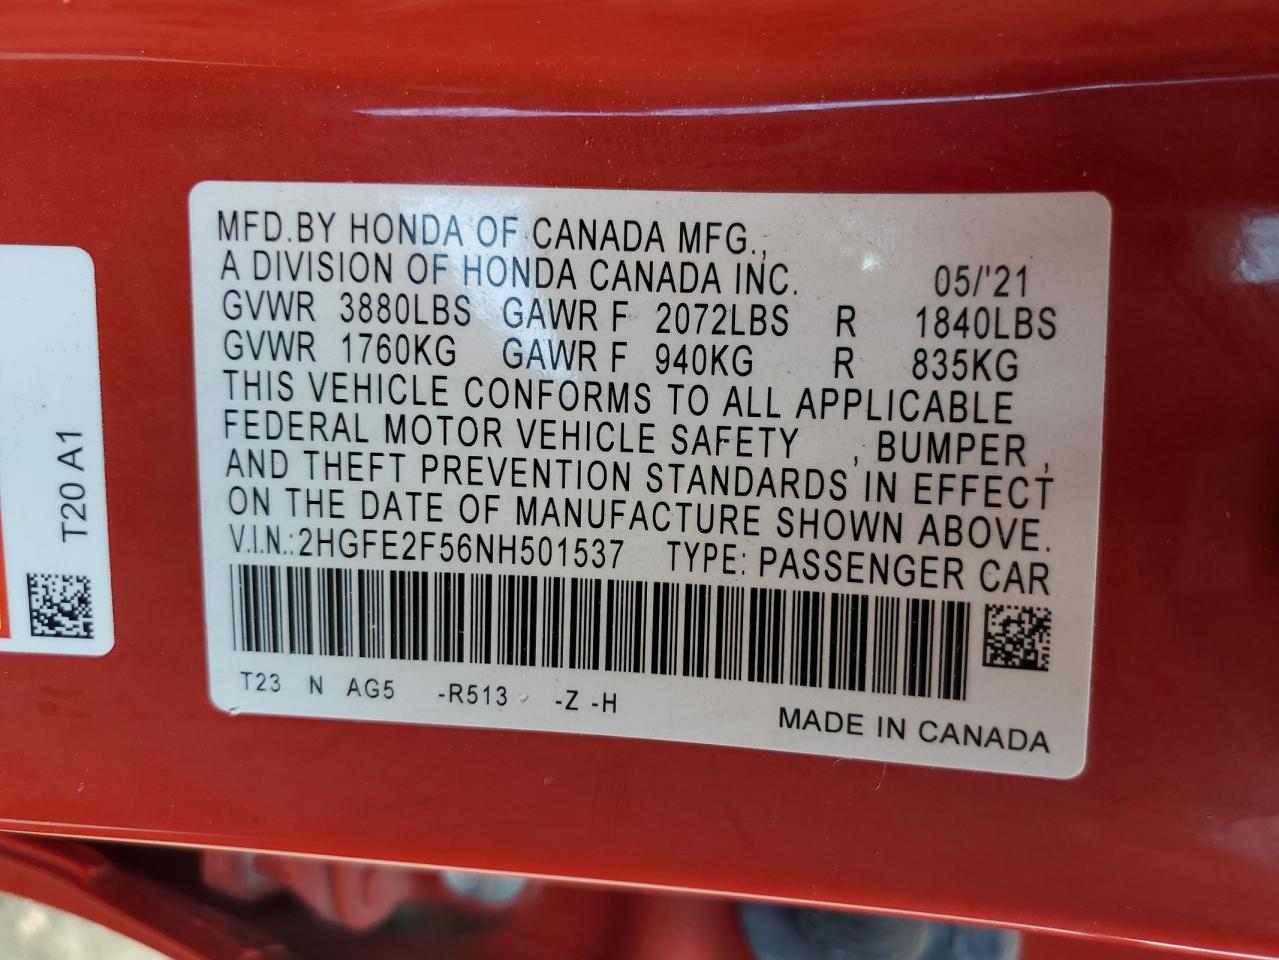 MFD.BY HONDA OF CANADA MFG.,
A DIVISION OF HONDA CANADA INC. 05/'21
GVWR 3880LBS GAWR F 2072LBS R 1840LBS
GVWR 1760KG GAWR F 940KG R 835KG
THIS VEHICLE CONFORMS TO ALL APPLICABLE
FEDERAL MOTOR VEHICLE SAFETY , BUMPER ,
AND THEFT PREVENTION STANDARDS IN EFFECT
ON THE DATE OF MANUFACTURE SHOWN ABOVE.
V.I.N.:2HGFE2F56NH501537 TYPE: PASSENGER CAR
T23 N AG5 -R513 -Z -H
MADE IN CANADA
T20 A1